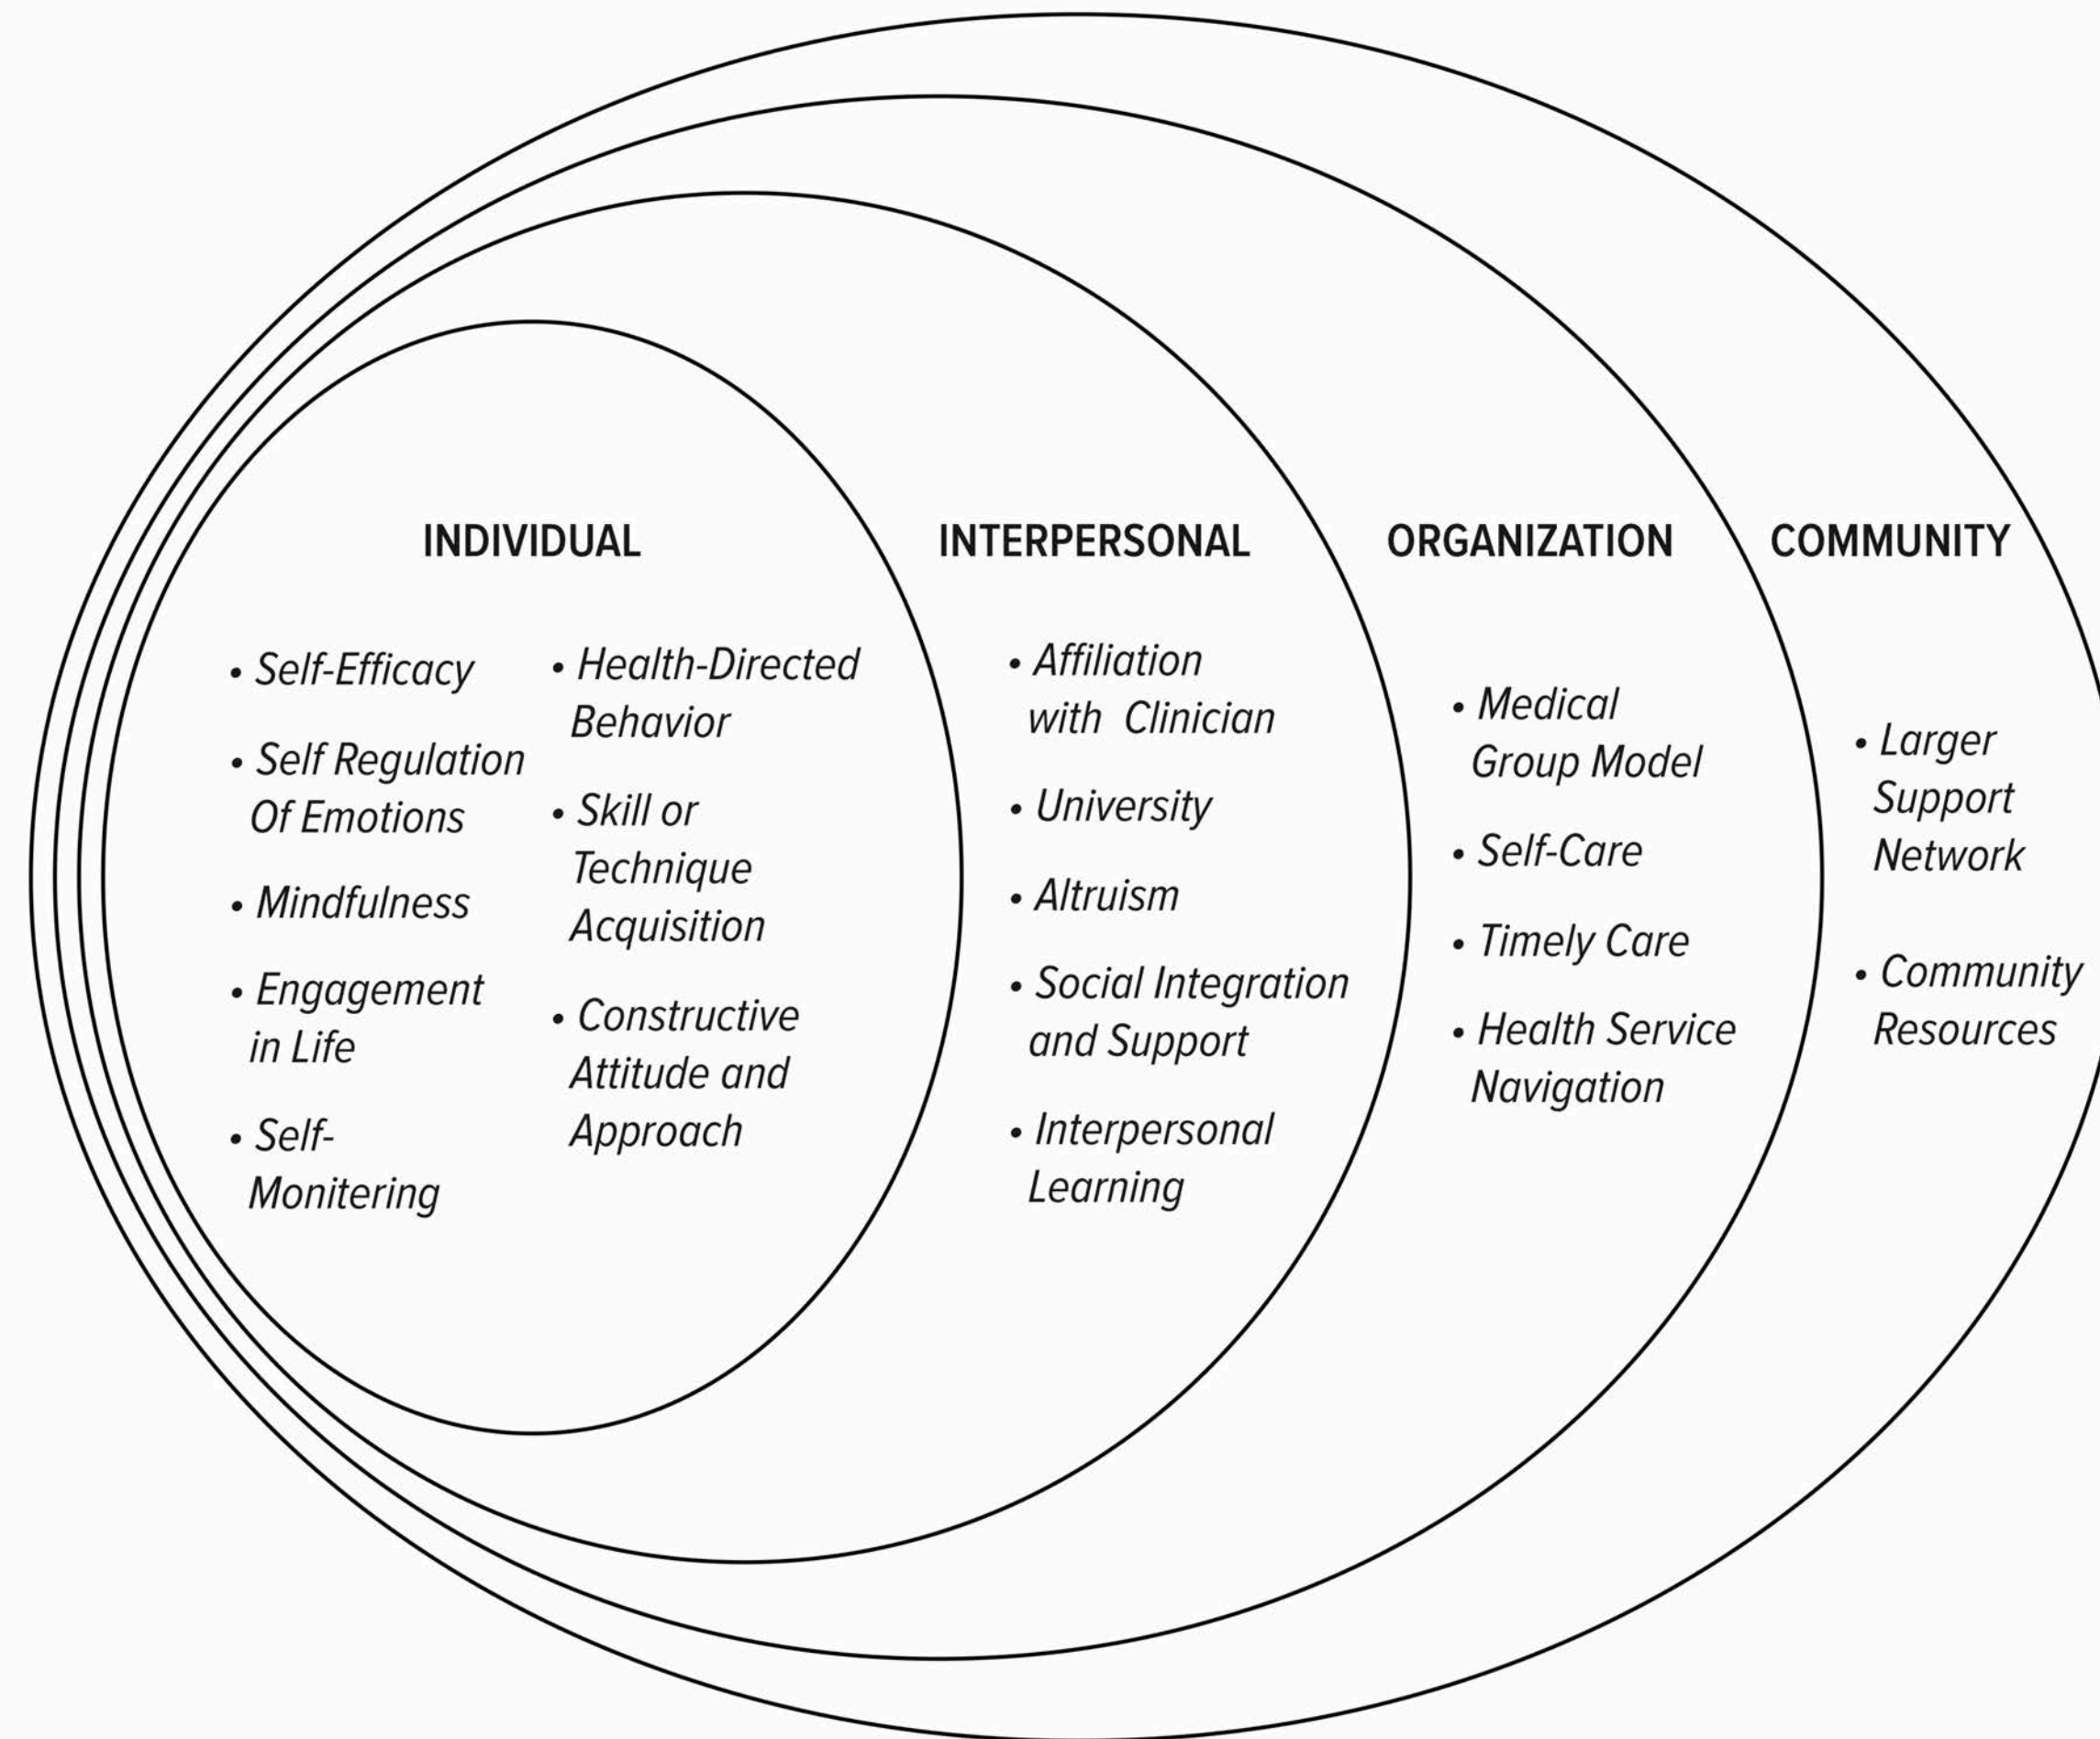 INDIVIDUAL
• Self-Efficacy
• Self Regulation
Of Emotions
• Mindfulness
• Engagement
in Life
• Self-
Monitering
• Health-Directed
Behavior
• Skill or
Technique
Acquisition
• Constructive
Attitude and
Approach
INTERPERSONAL
• Affiliation
with Clinician
• University
• Altruism
• Social Integration
and Support
• Interpersonal
Learning
ORGANIZATION
• Medical
Group Model
• Self-Care
• Timely Care
• Health Service
Navigation
COMMUNITY
• Larger
Support
Network
• Community
Resources